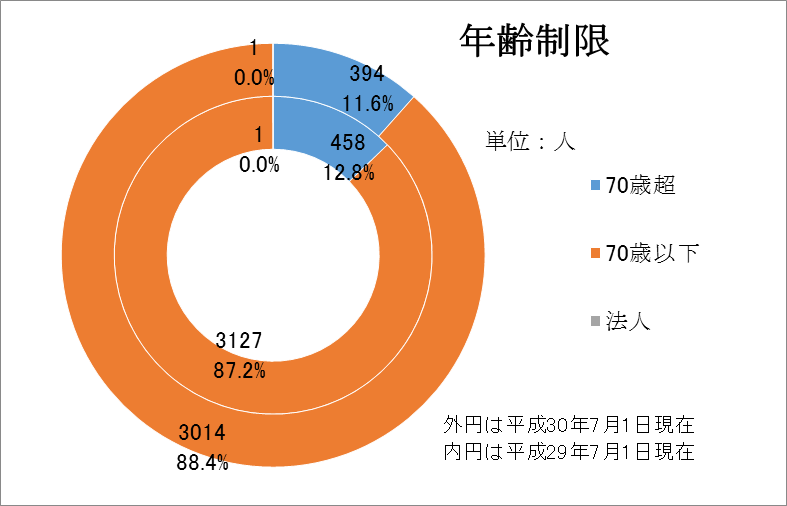 年齢制限
1
0.0%
394
11.6%
1
0.0%
458
12.8%
単位：人
70歳超
70歳以下
法人
3127
87.2%
3014
88.4%
外円は平成30年7月1日現在
内円は平成29年7月1日現在